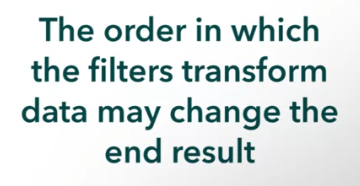 The order in which
the filters transform
data may change the
end result